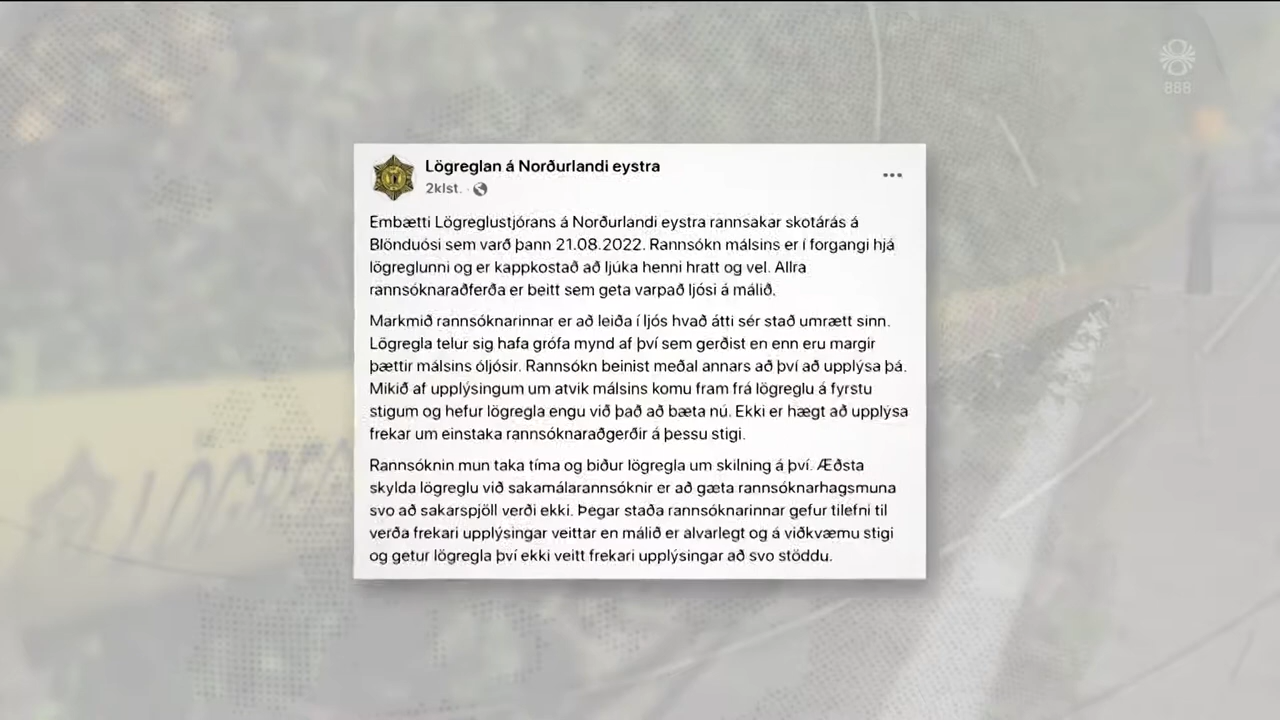 888
Lögreglan á Norðurlandi eystra
2klst. ·
Embætti Lögreglustjórans á Norðurlandi eystra rannsakar skotárás á
Blönduósi sem varð þann 21.08.2022. Rannsókn málsins er í forgangi hjá
lögreglunni og er kappkostað að ljúka henni hratt og vel. Allra
rannsóknaraðferða er beitt sem geta varpað ljósi á málið.
Markmið rannsóknarinnar er að leiða í ljós hvað átti sér stað umrætt sinn.
Lögregla telur sig hafa grófa mynd af því sem gerðist en enn eru margir
þættir málsins óljósir. Rannsókn beinist meðal annars að því að upplýsa þá.
Mikið af upplýsingum um atvik málsins komu fram frá lögreglu á fyrstu
stigum og hefur lögregla engu við það að bæta nú. Ekki er hægt að upplýsa
frekar um einstaka rannsóknaraðgerðir á þessu stigi.
Rannsóknin mun taka tíma og biður lögregla um skilning á því. Æðsta
skylda lögreglu við sakamálarannsóknir er að gæta rannsóknarhagsmuna
svo að sakarspjöll verði ekki. Þegar staða rannsóknarinnar gefur tilefni til
verða frekari upplýsingar veittar en málið er alvarlegt og á viðkvæmu stigi
og getur lögregla því ekki veitt frekari upplýsingar að svo stöddu.